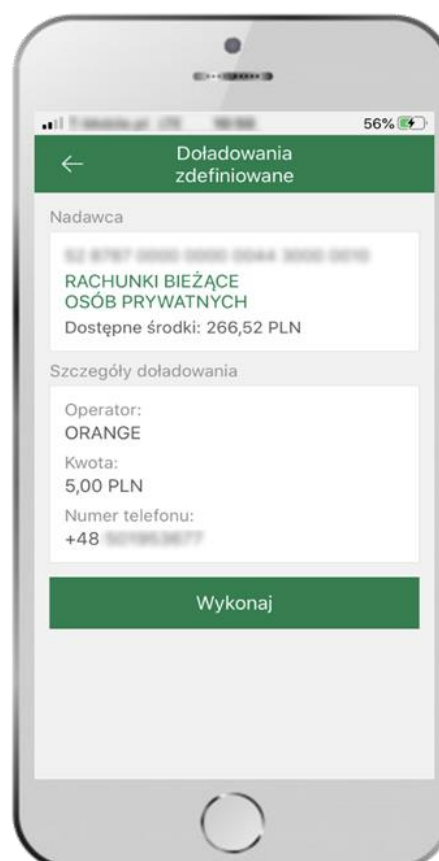 56%
Doładowania
zdefiniowane
Nadawca
RACHUNKI BIEŻĄCE
OSÓB PRYWATNYCH
Dostępne środki: 266,52 PLN
Szczegóły doładowania
Operator:
ORANGE
Kwota:
5,00 PLN
Numer telefonu:
+48
Wykonaj